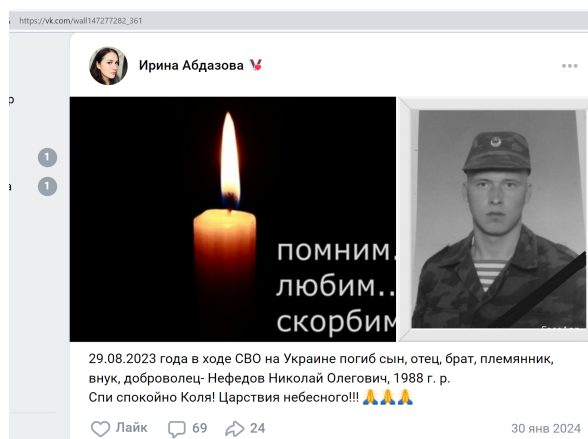 https://vk.com/wall147277282_361
Ирина Абдазова
р
1
а 1
помним.
любим..
скорбим
29.08.2023 года в ходе СВО на Украине погиб сын, отец, брат, племянник,
внук, доброволец- Нефедов Николай Олегович, 1988 г. р.
Спи спокойно Коля! Царствия небесного!!! 🙏🙏🙏
Лайк 69 24 30 янв 2024